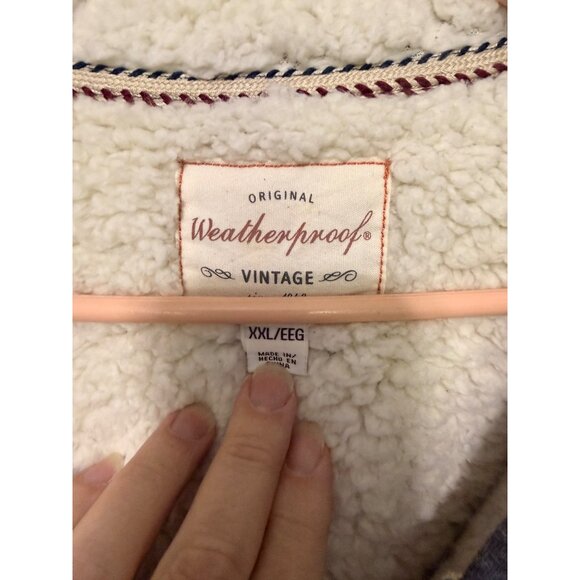 ORIGINAL
Weatherproof®
VINTAGE
XXL/EEG
MADE IN/
HECHO EN
CHINA